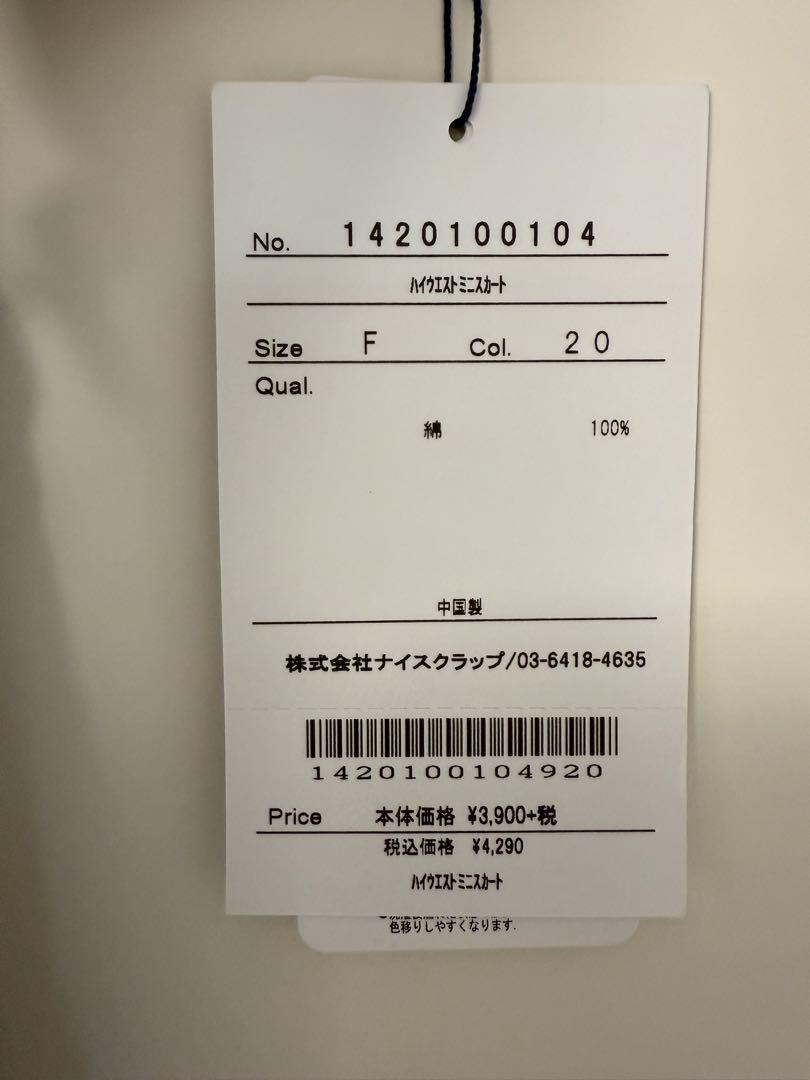 No. 1420100104
ハイウエストミニスカート
Size F Col. 20
Qual.
綿 100%
中国製
株式会社ナイスクラップ/03-6418-4635
1420100104920
Price 本体価格 ¥3,900+税
税込価格 ¥4,290
ハイウエストミニスカート
色移りしやすくなります.